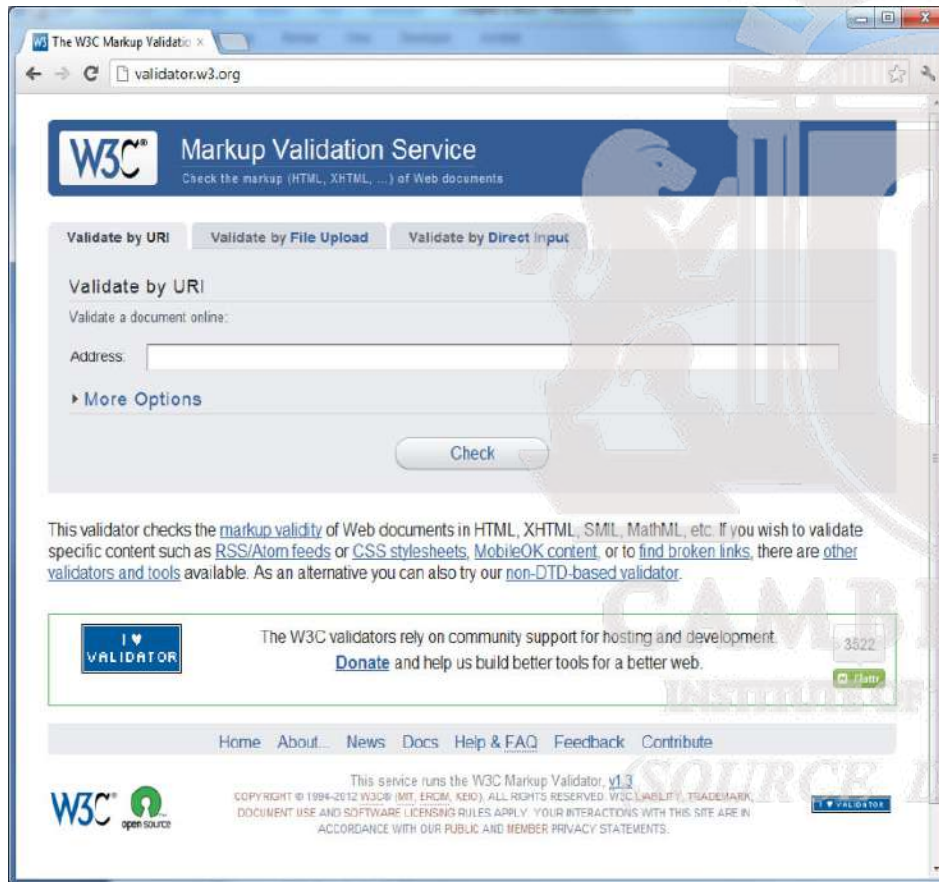 The W3C Markup Validatio ×
validator.w3.org
W3C® Markup Validation Service
Check the markup (HTML, XHTML, ...) of Web documents
Validate by URI Validate by File Upload Validate by Direct Input
Validate by URI
Validate a document online:
Address:
More Options
Check
This validator checks the markup validity of Web documents in HTML, XHTML, SMIL, MathML, etc. If you wish to validate
specific content such as RSS/Atom feeds or CSS stylesheets, MobileOK content, or to find broken links, there are other
validators and tools available. As an alternative you can also try our non-DTD-based validator.
I ♥
VALIDATOR
The W3C validators rely on community support for hosting and development.
Donate and help us build better tools for a better web.
3522
Flattr
Home About... News Docs Help & FAQ Feedback Contribute
W3C® open source
This service runs the W3C Markup Validator, v1.3
COPYRIGHT © 1994-2012 W3C® (MIT, ERCIM, KEIO), ALL RIGHTS RESERVED. W3C LIABILITY, TRADEMARK,
DOCUMENT USE AND SOFTWARE LICENSING RULES APPLY. YOUR INTERACTIONS WITH THIS SITE ARE IN
ACCORDANCE WITH OUR PUBLIC AND MEMBER PRIVACY STATEMENTS.
I ♥ VALIDATOR
CAMB
INSTITUTE OF
(SOURCE